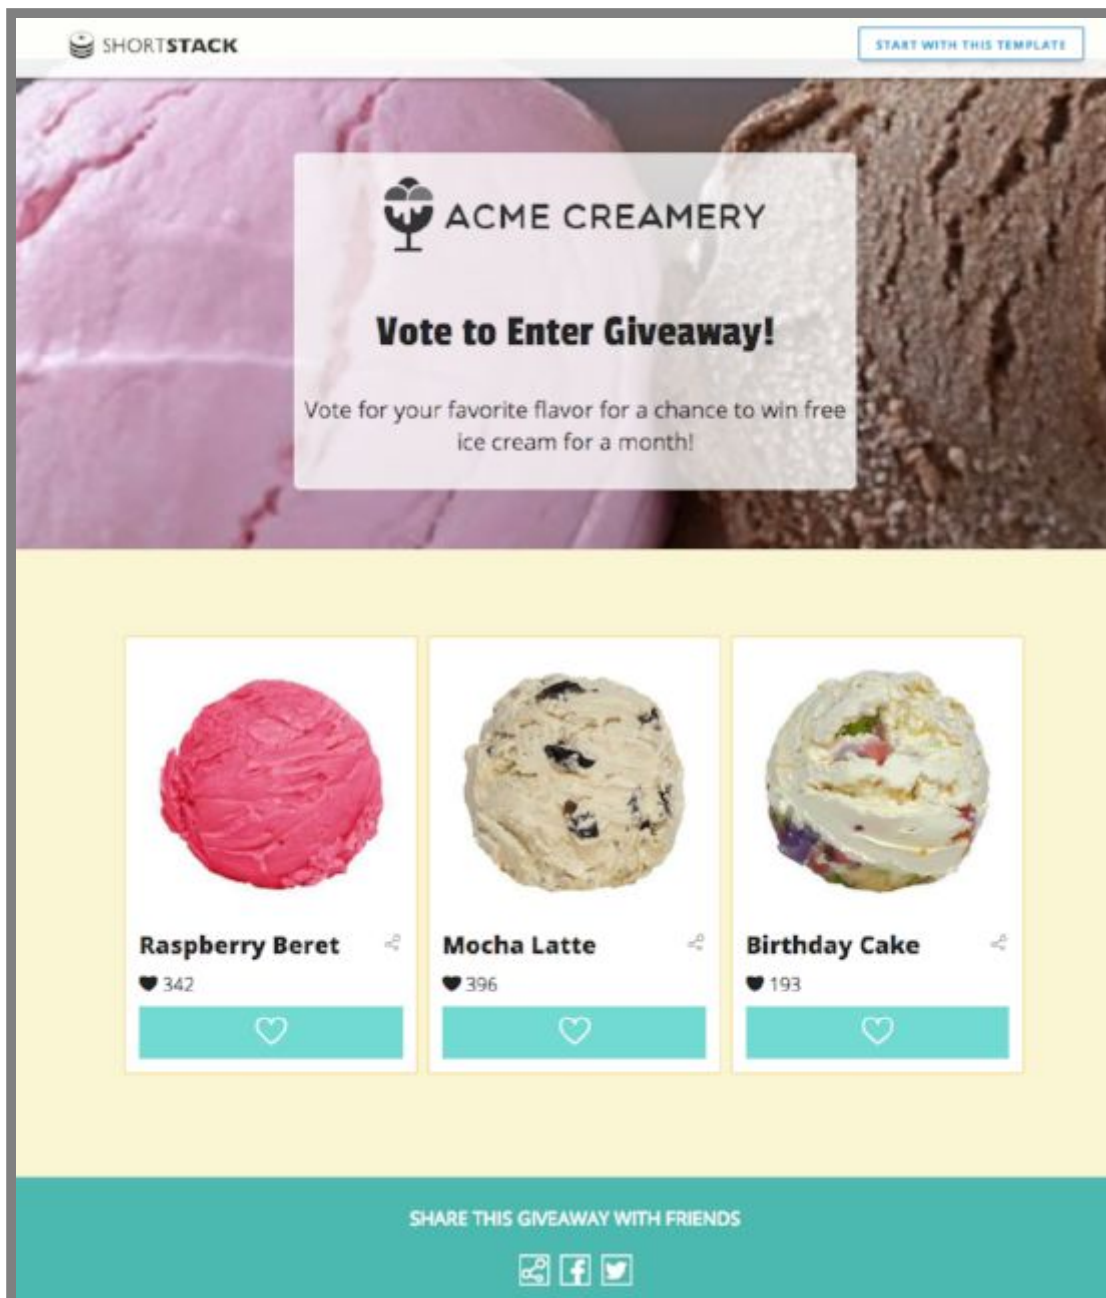 SHORTSTACK
START WITH THIS TEMPLATE
ACME CREAMERY
Vote to Enter Giveaway!
Vote for your favorite flavor for a chance to win free
ice cream for a month!
Raspberry Beret
342
Mocha Latte
396
Birthday Cake
193
SHARE THIS GIVEAWAY WITH FRIENDS